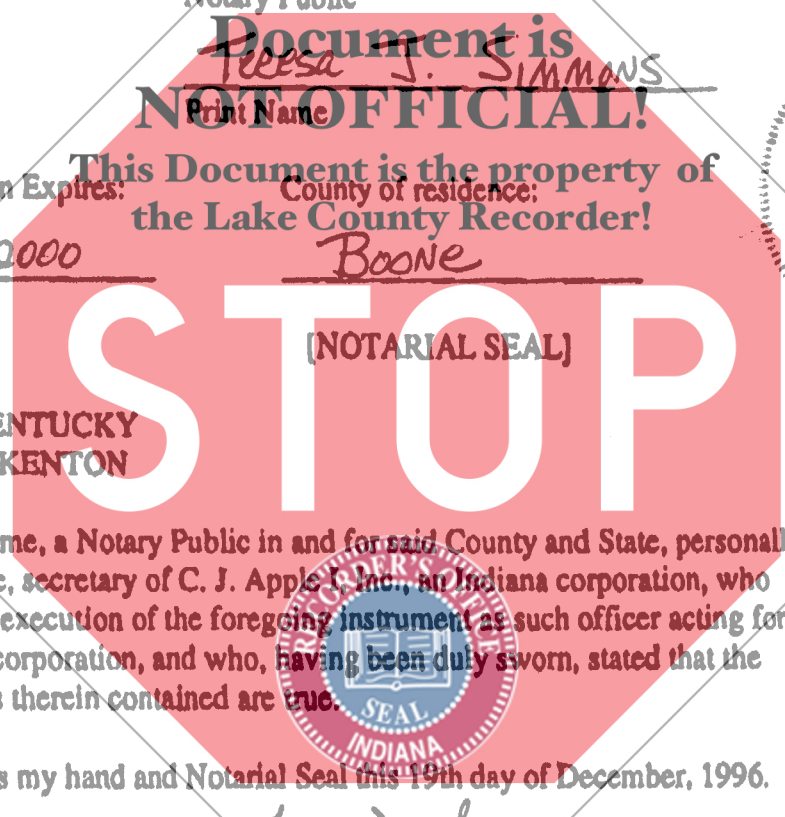 Notary Public
Document is
Teresa J. Simmons
NOT OFFICIAL!
Print Name
This Document is the property of
n Expires:
County of residence:
the Lake County Recorder!
2000
Boone
STOP
[NOTARIAL SEAL]
ENTUCKY
KENTON
me, a Notary Public in and for said County and State, personall
e, secretary of C. J. Apple I, Inc., an Indiana corporation, who
execution of the foregoing instrument as such officer acting for
corporation, and who, having been duly sworn, stated that the
s therein contained are true.
RECORDER'S OFFICE
SEAL
INDIANA
s my hand and Notarial Seal this 19th day of December, 1996.